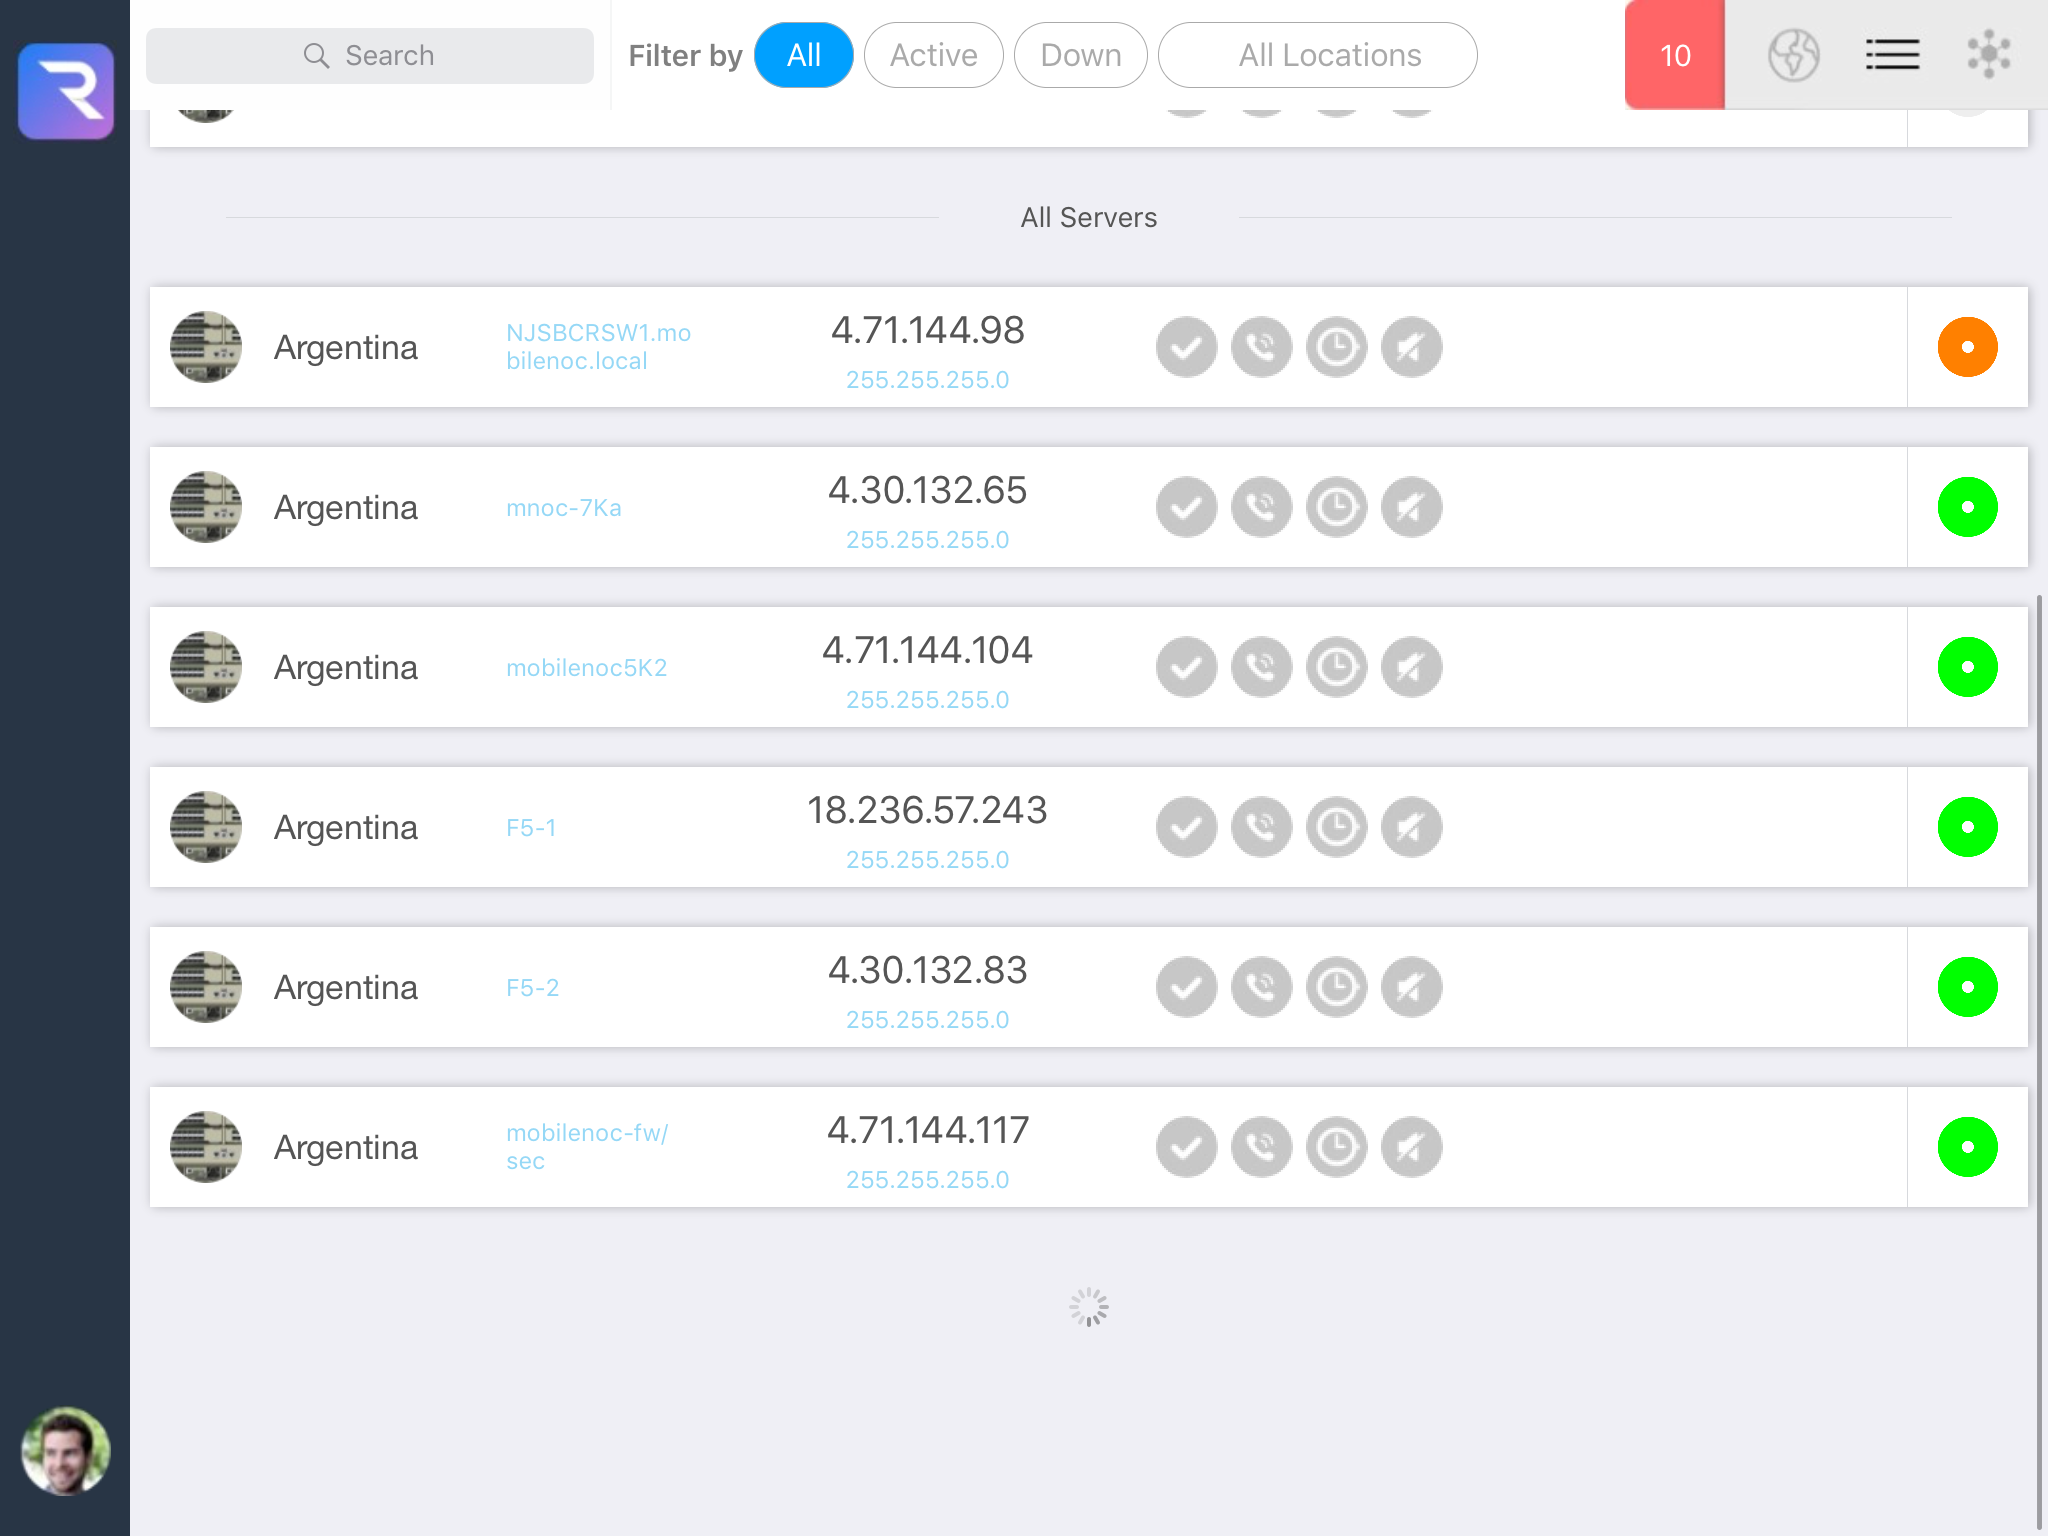 Search
Filter by
All
Active
Down
All Locations
10
All Servers
Argentina
NJSBCRSW1.mo
bilenoc.local
4.71.144.98
255.255.255.0
Argentina
mnoc-7Ka
4.30.132.65
255.255.255.0
Argentina
mobilenoc5K2
4.71.144.104
255.255.255.0
Argentina
F5-1
18.236.57.243
255.255.255.0
Argentina
F5-2
4.30.132.83
255.255.255.0
Argentina
mobilenoc-fw/
sec
4.71.144.117
255.255.255.0